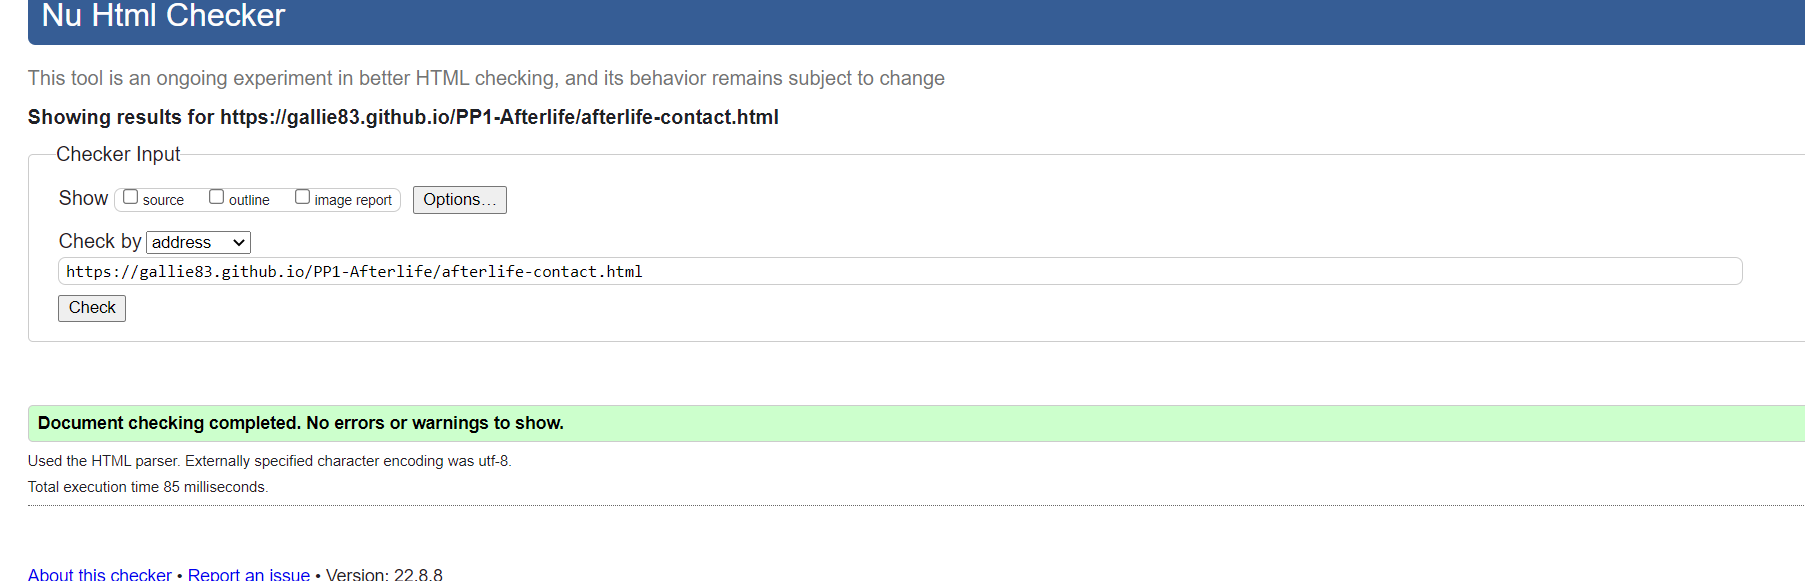 Nu Html Checker
This tool is an ongoing experiment in better HTML checking, and its behavior remains subject to change
Showing results for https://gallie83.github.io/PP1-Afterlife/afterlife-contact.html
Checker Input
Show source outline image report Options…
Check by address
https://gallie83.github.io/PP1-Afterlife/afterlife-contact.html
Check
Document checking completed. No errors or warnings to show.
Used the HTML parser. Externally specified character encoding was utf-8.
Total execution time 85 milliseconds.
About this checker • Report an issue • Version: 22.8.8